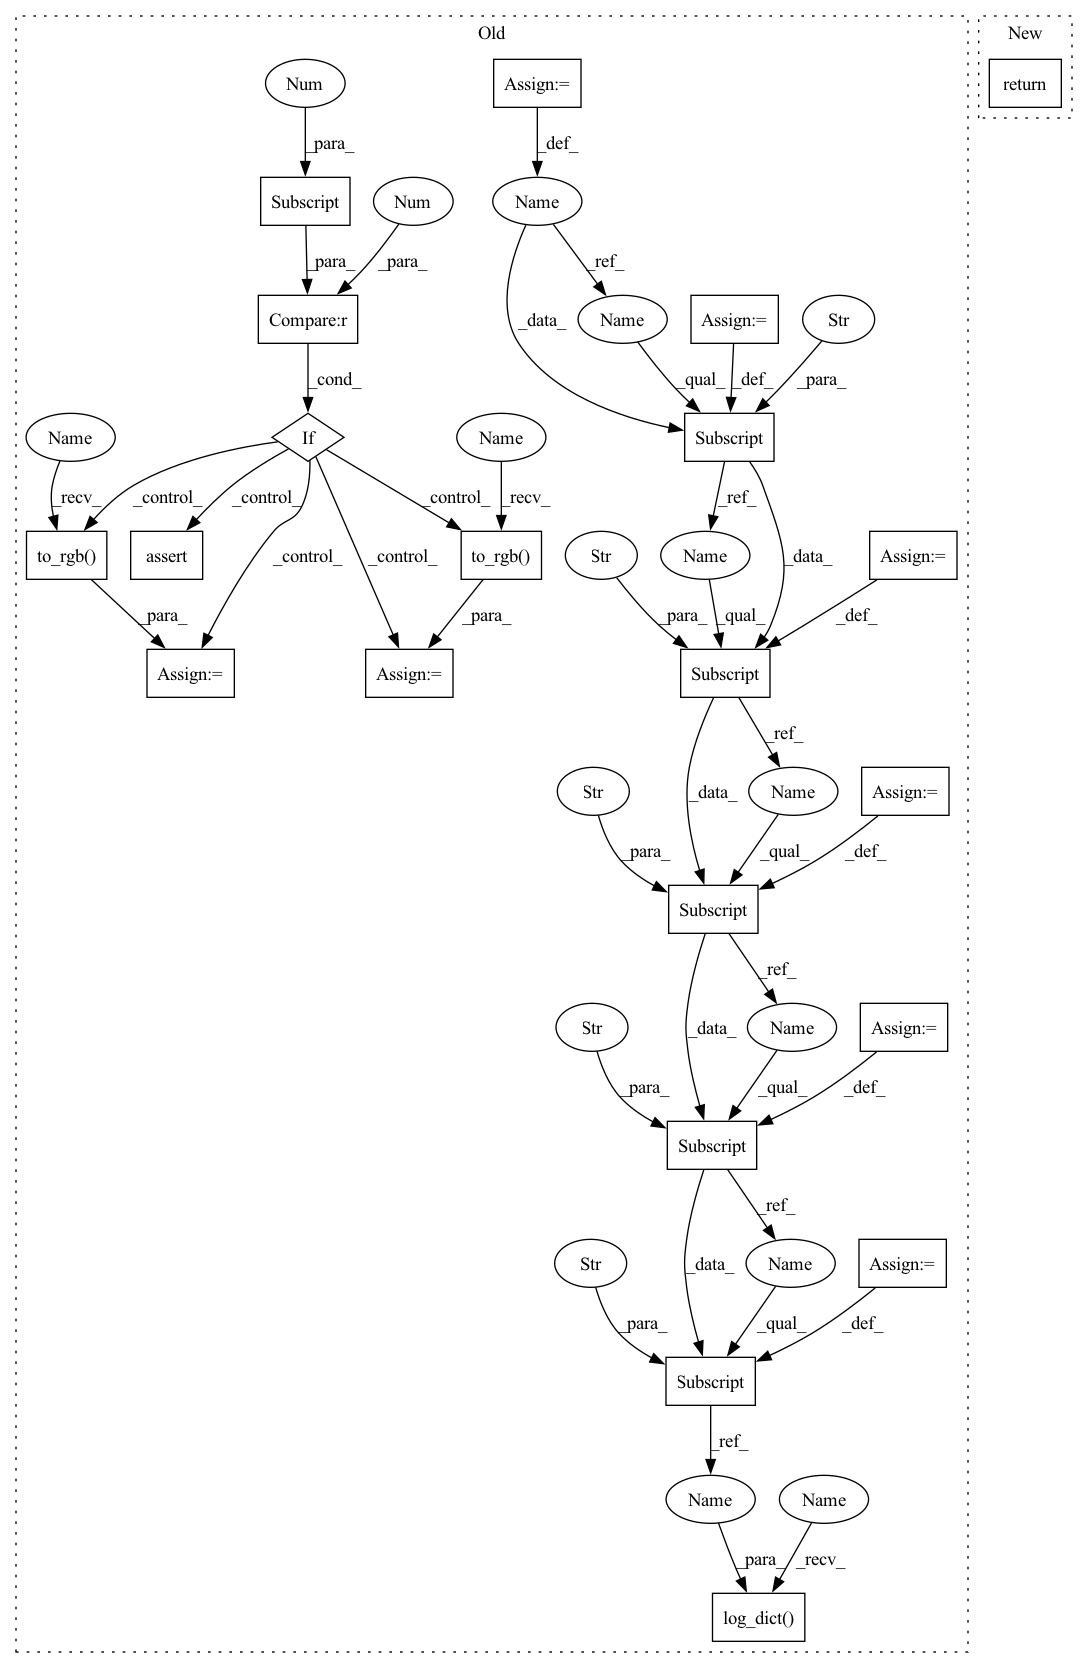 Old
New
Num
Assign:=
return
_para_
_def_
Subscript
Num
Name
_para_
_para_
_ref_
Compare:r
_data_
Name
Assign:=
Str
_cond_
_qual_
_def_
_para_
Name
If
Name
Subscript
_recv_
_control_
_control_
_control_
_recv_
_ref_
to_rgb()
assert
_control_
_control_
to_rgb()
Str
Name
_data_
Assign:=
_para_
_para_
_para_
_qual_
_def_
Assign:=
Assign:=
Subscript
_ref_
Str
_data_
Name
Assign:=
_para_
_qual_
_def_
Subscript
_ref_
Str
_data_
Name
Assign:=
_para_
_qual_
_def_
Subscript
_ref_
Str
_data_
Name
Assign:=
_para_
_qual_
_def_
Subscript
_ref_
Name
Name
_para_
_recv_
log_dict()